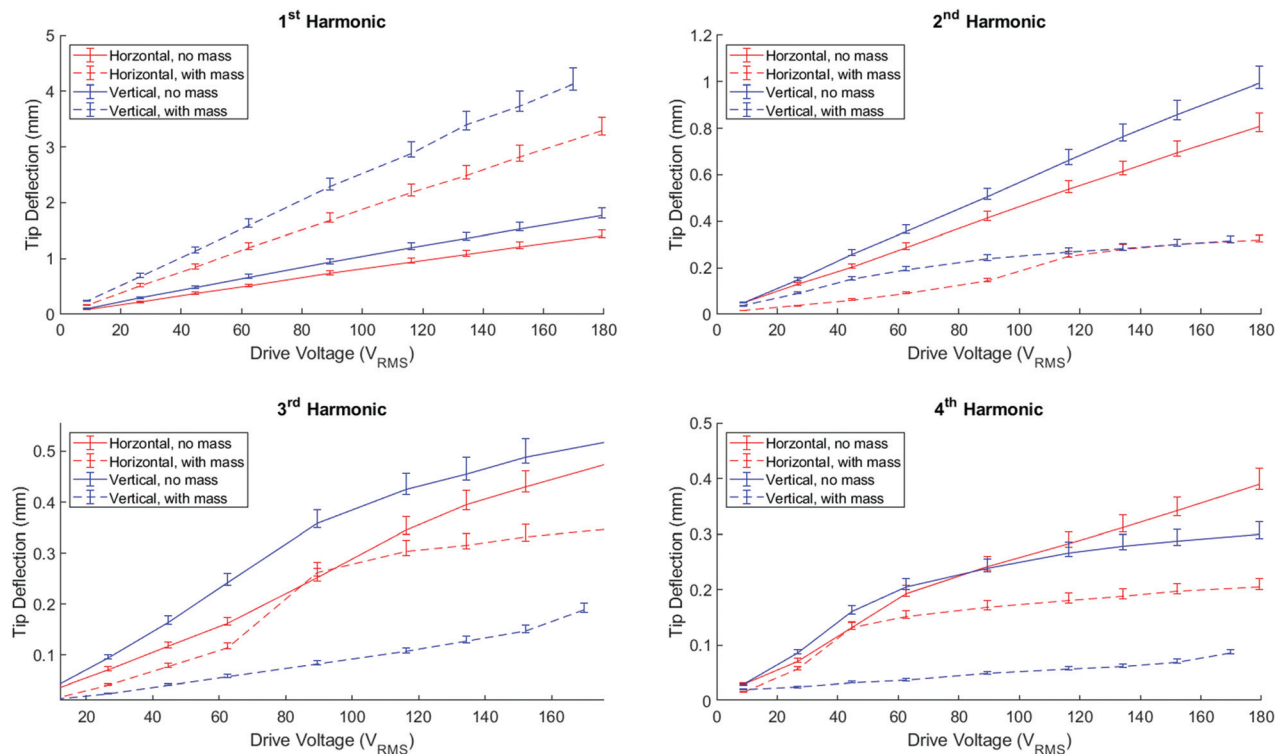 1st Harmonic
Tip Deflection (mm)
5
4
3
2
1
0
Horzontal, no mass
Horizontal, with mass
Vertical, no mass
Vertical, with mass
0 20 40 60 80 100 120 140 160 180
Drive Voltage (VRMS)
2nd Harmonic
Tip Deflection (mm)
1.2
1
0.8
0.6
0.4
0.2
0
Horzontal, no mass
Horizontal, with mass
Vertical, no mass
Vertical, with mass
0 20 40 60 80 100 120 140 160 180
Drive Voltage (VRMS)
3rd Harmonic
Tip Deflection (mm)
0.5
0.4
0.3
0.2
0.1
Horzontal, no mass
Horizontal, with mass
Vertical, no mass
Vertical, with mass
20 40 60 80 100 120 140 160
Drive Voltage (VRMS)
4th Harmonic
Tip Deflection (mm)
0.5
0.4
0.3
0.2
0.1
0
Horzontal, no mass
Horizontal, with mass
Vertical, no mass
Vertical, with mass
0 20 40 60 80 100 120 140 160 180
Drive Voltage (VRMS)